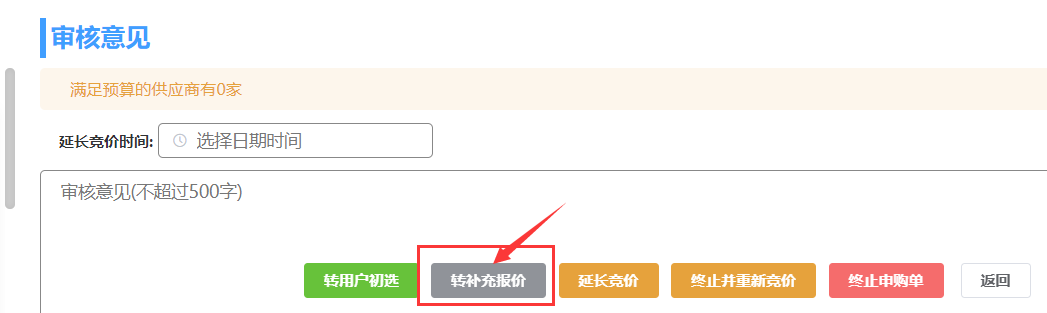 审核意见
满足预算的供应商有0家
延长竞价时间: 选择日期时间
审核意见(不超过500字)
转用户初选 转补充报价 延长竞价 终止并重新竞价 终止申购单 返回